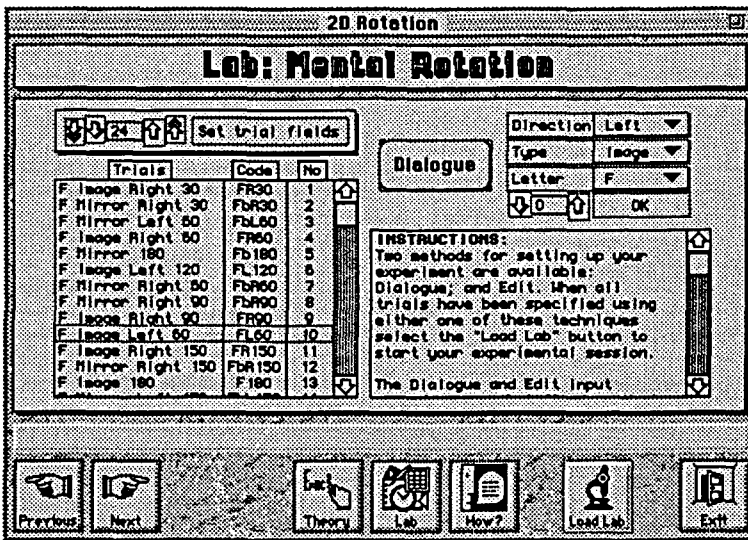 2D Rotation
Lab: Mental Rotation
24 Set trial fields
Trials Code No
F Image Right 30 FR30 1
F Mirror Right 30 FbR30 2
F Mirror Left 60 FbL60 3
F Image Right 60 FR60 4
F Mirror 180 Fb180 5
F Image Left 120 FL120 6
F Mirror Right 60 FbR60 7
F Mirror Right 90 FbR90 8
F Image Right 90 FR90 9
F Image Left 60 FL60 10
F Image Right 150 FR150 11
F Mirror Right 150 FbR150 12
F Image 180 F180 13
Dialogue
Direction Left
Type Image
Letter F
0 OK
INSTRUCTIONS:
Two methods for setting up your
experiment are available:
Dialogue; and Edit. When all
trials have been specified using
either one of these techniques
select the "Load Lab" button to
start your experimental session.
The Dialogue and Edit input
Previous
Next
Theory
Lab
How?
Load Lab
Exit